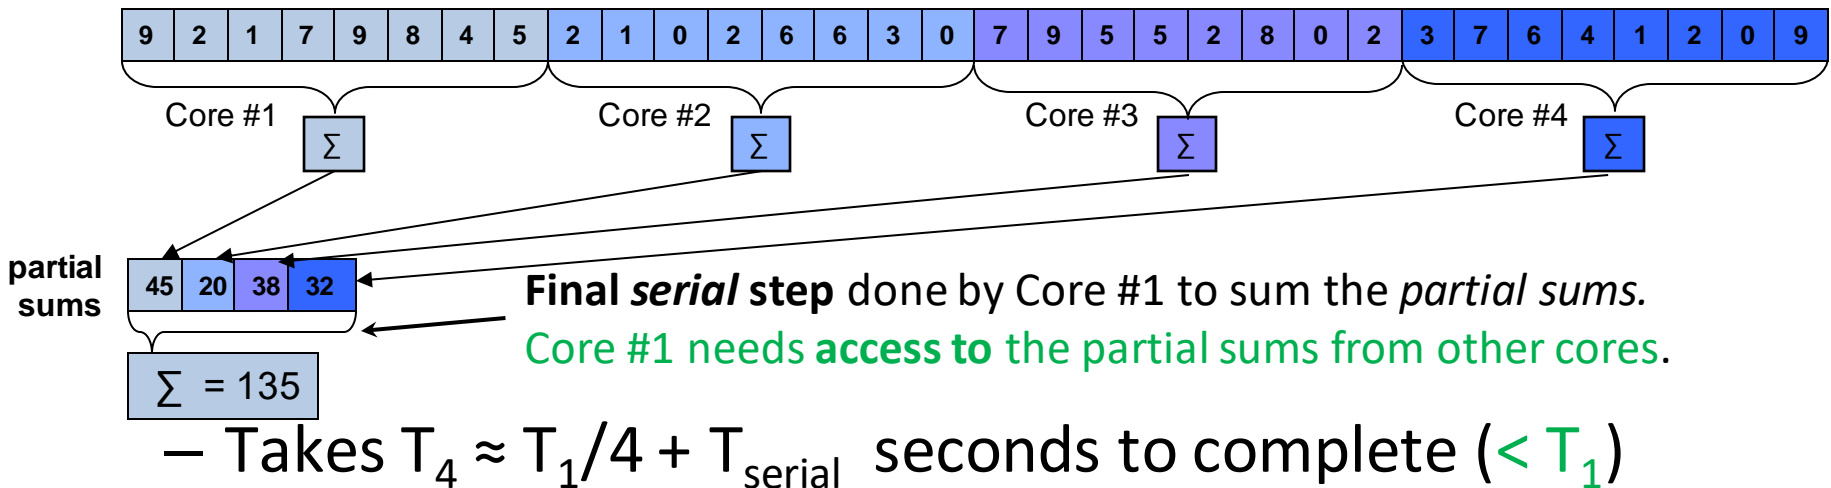 9 2 1 7 9 8 4 5 2 1 0 2 6 6 3 0 7 9 5 5 2 8 0 2 3 7 6 4 1 2 0 9
Core #1 Core #2 Core #3 Core #4
∑ ∑ ∑ ∑
partial
sums
45 20 38 32
Final serial step done by Core #1 to sum the partial sums.
Core #1 needs access to the partial sums from other cores.
∑ = 135
– Takes T₄ ≈ T₁/4 + Tserial seconds to complete (< T₁)